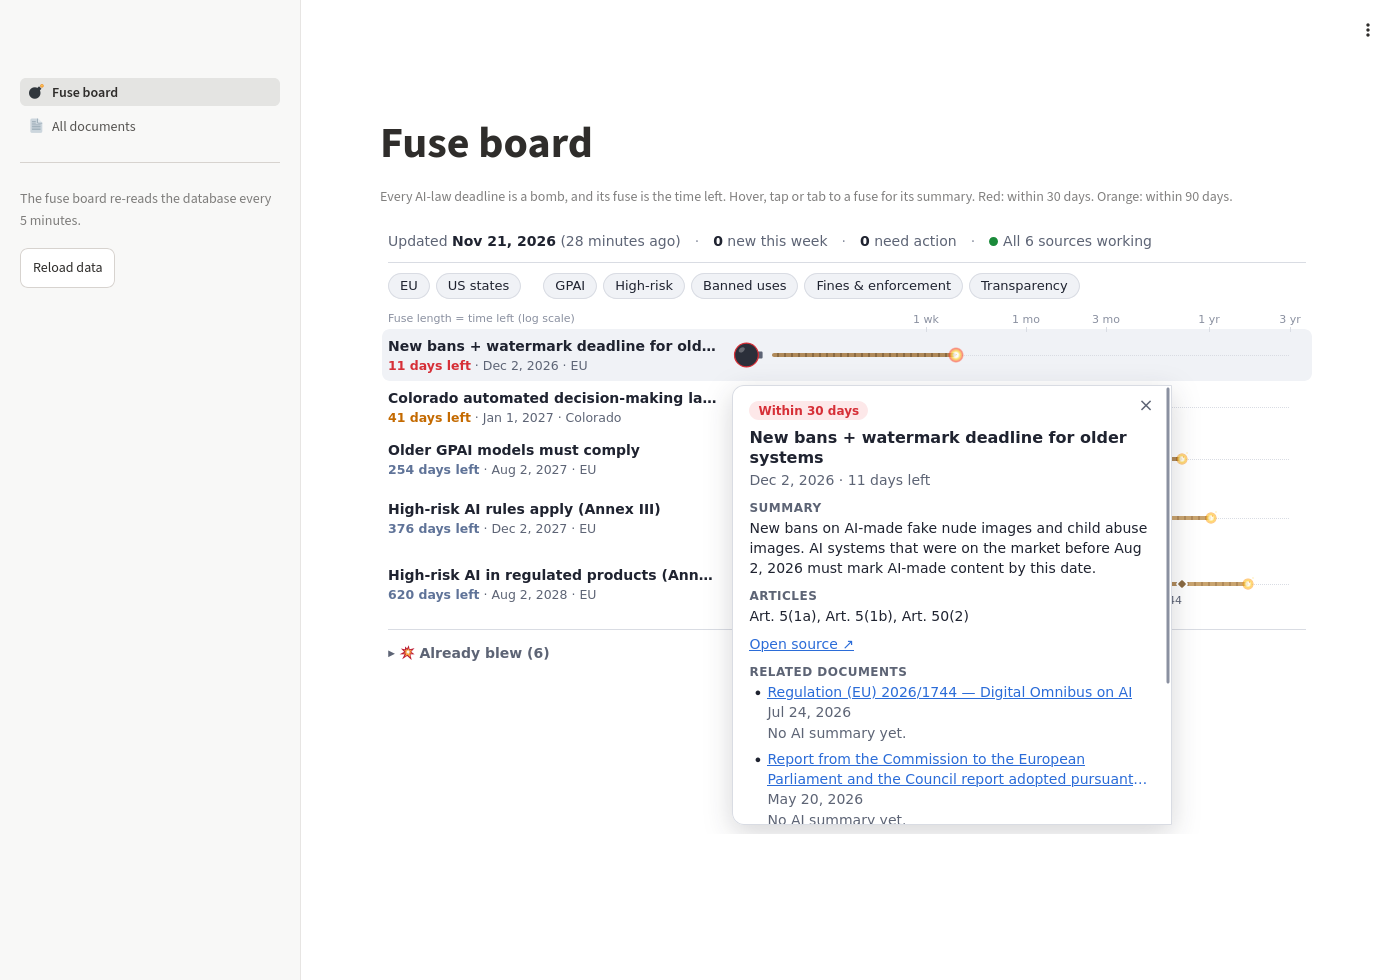 Fuse board
All documents
The fuse board re-reads the database every
5 minutes.
Reload data
Fuse board
Every AI-law deadline is a bomb, and its fuse is the time left. Hover, tap or tab to a fuse for its summary. Red: within 30 days. Orange: within 90 days.
Updated Nov 21, 2026 (28 minutes ago) · 0 new this week · 0 need action · All 6 sources working
EU US states GPAI High-risk Banned uses Fines & enforcement Transparency
Fuse length = time left (log scale) 1 wk 1 mo 3 mo 1 yr 3 yr
New bans + watermark deadline for old…
11 days left · Dec 2, 2026 · EU
Colorado automated decision-making la…
41 days left · Jan 1, 2027 · Colorado
Older GPAI models must comply
254 days left · Aug 2, 2027 · EU
High-risk AI rules apply (Annex III)
376 days left · Dec 2, 2027 · EU
High-risk AI in regulated products (Ann…
620 days left · Aug 2, 2028 · EU
44
▸ 💥 Already blew (6)
Within 30 days ×
New bans + watermark deadline for older
systems
Dec 2, 2026 · 11 days left
SUMMARY
New bans on AI-made fake nude images and child abuse
images. AI systems that were on the market before Aug
2, 2026 must mark AI-made content by this date.
ARTICLES
Art. 5(1a), Art. 5(1b), Art. 50(2)
Open source ↗
RELATED DOCUMENTS
• Regulation (EU) 2026/1744 — Digital Omnibus on AI
Jul 24, 2026
No AI summary yet.
• Report from the Commission to the European
Parliament and the Council report adopted pursuant…
May 20, 2026
No AI summary yet.